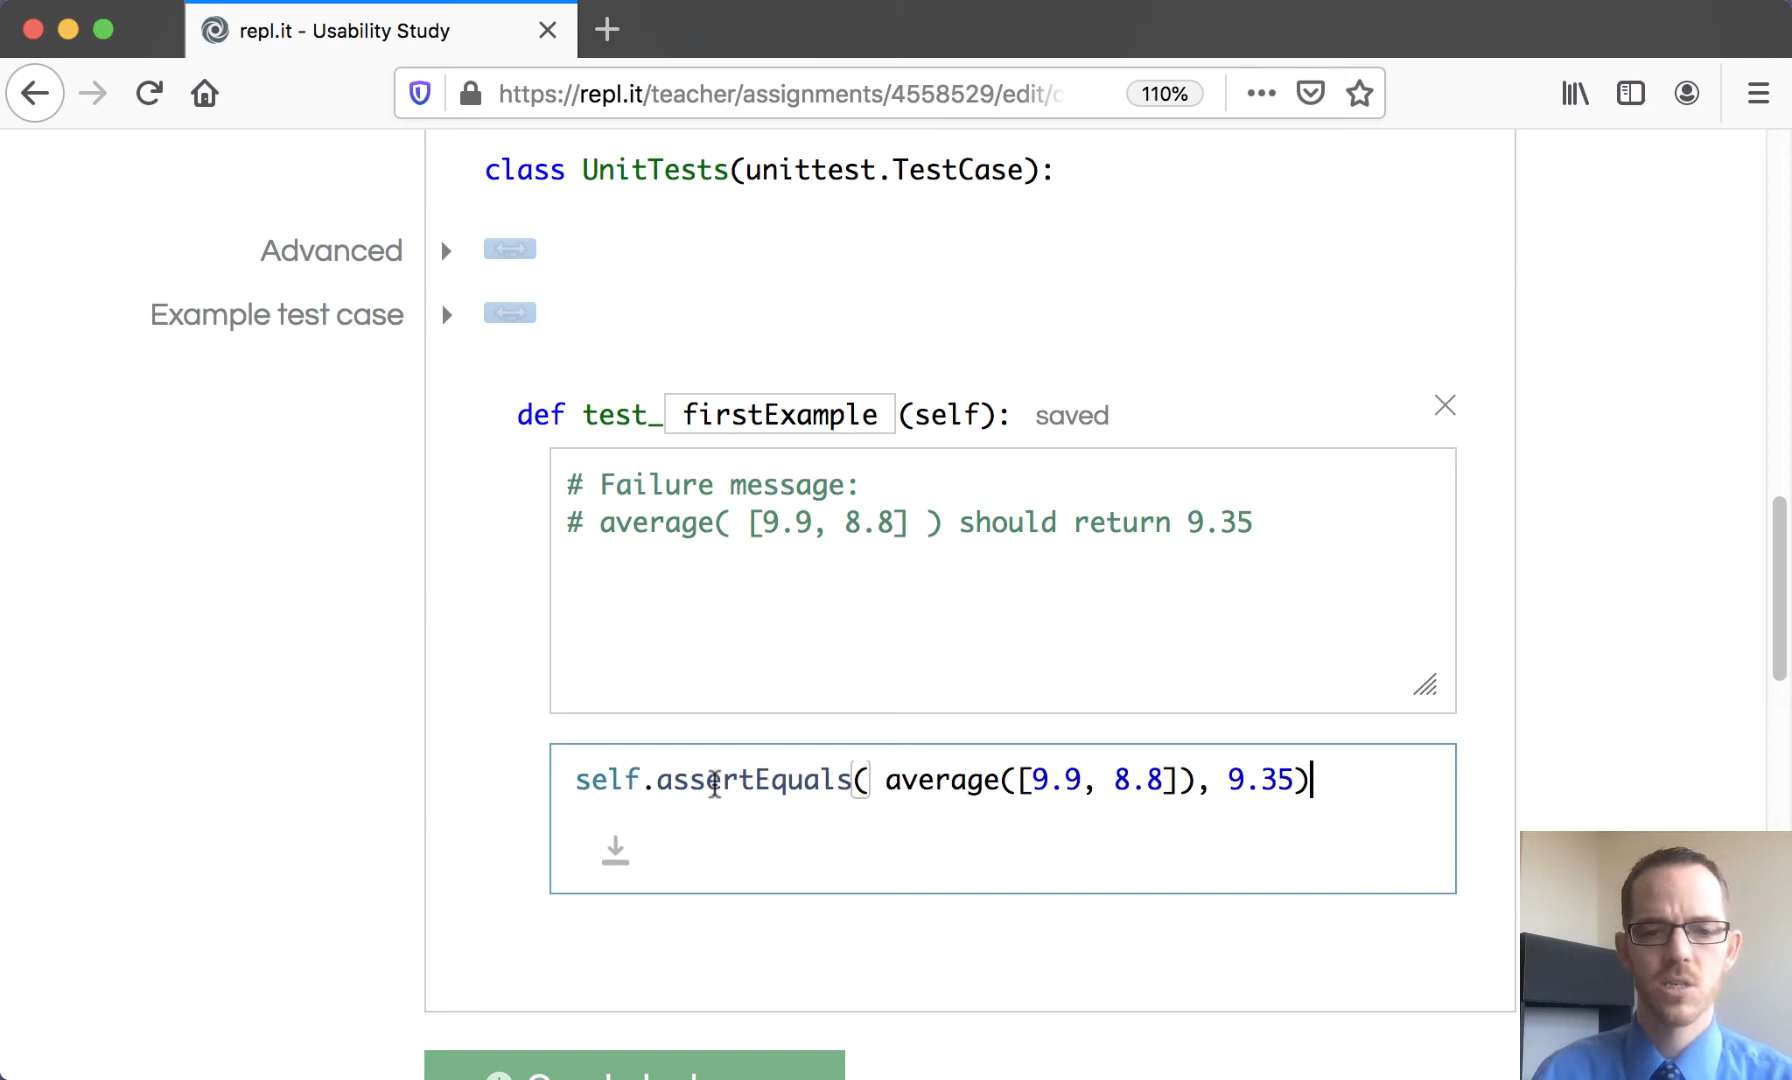 repl.it - Usability Study
https://repl.it/teacher/assignments/4558529/edit/c
110%
class UnitTests(unittest.TestCase):
Advanced
Example test case
def test_ firstExample (self): saved
# Failure message:
# average( [9.9, 8.8] ) should return 9.35
self.assertEquals( average([9.9, 8.8]), 9.35)